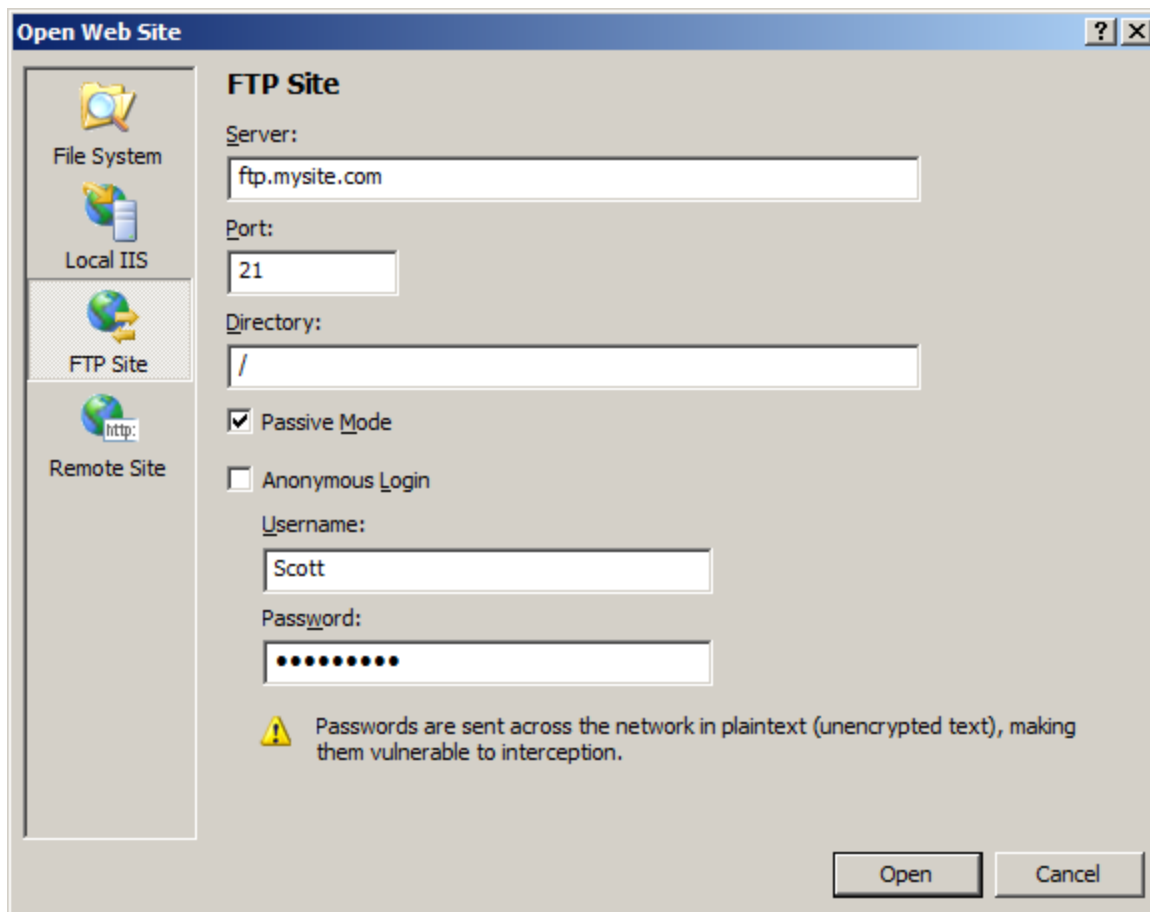 Open Web Site
File System
Local IIS
FTP Site
http:
Remote Site
FTP Site
Server:
ftp.mysite.com
Port:
21
Directory:
/
Passive Mode
Anonymous Login
Username:
Scott
Password:
•••••••••
Passwords are sent across the network in plaintext (unencrypted text), making
them vulnerable to interception.
Open
Cancel